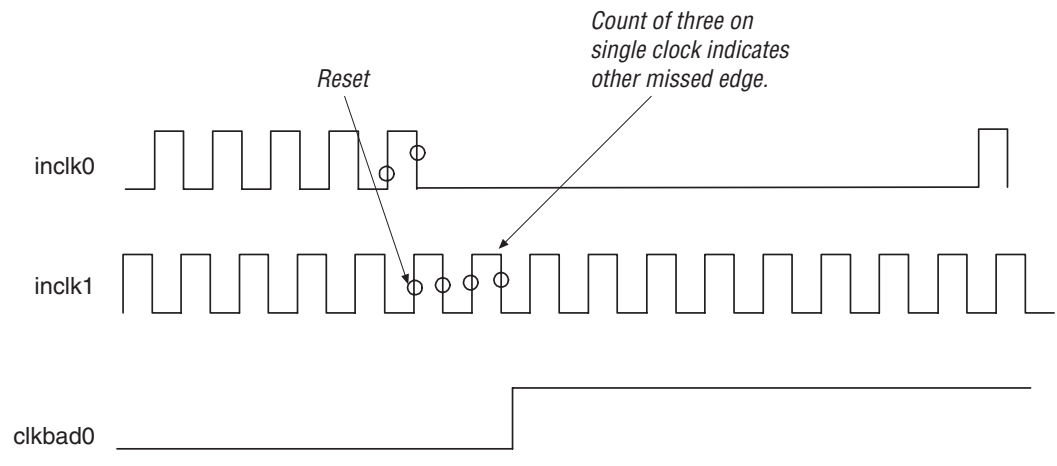 Count of three on
single clock indicates
other missed edge.
Reset
inclk0
inclk1
clkbad0